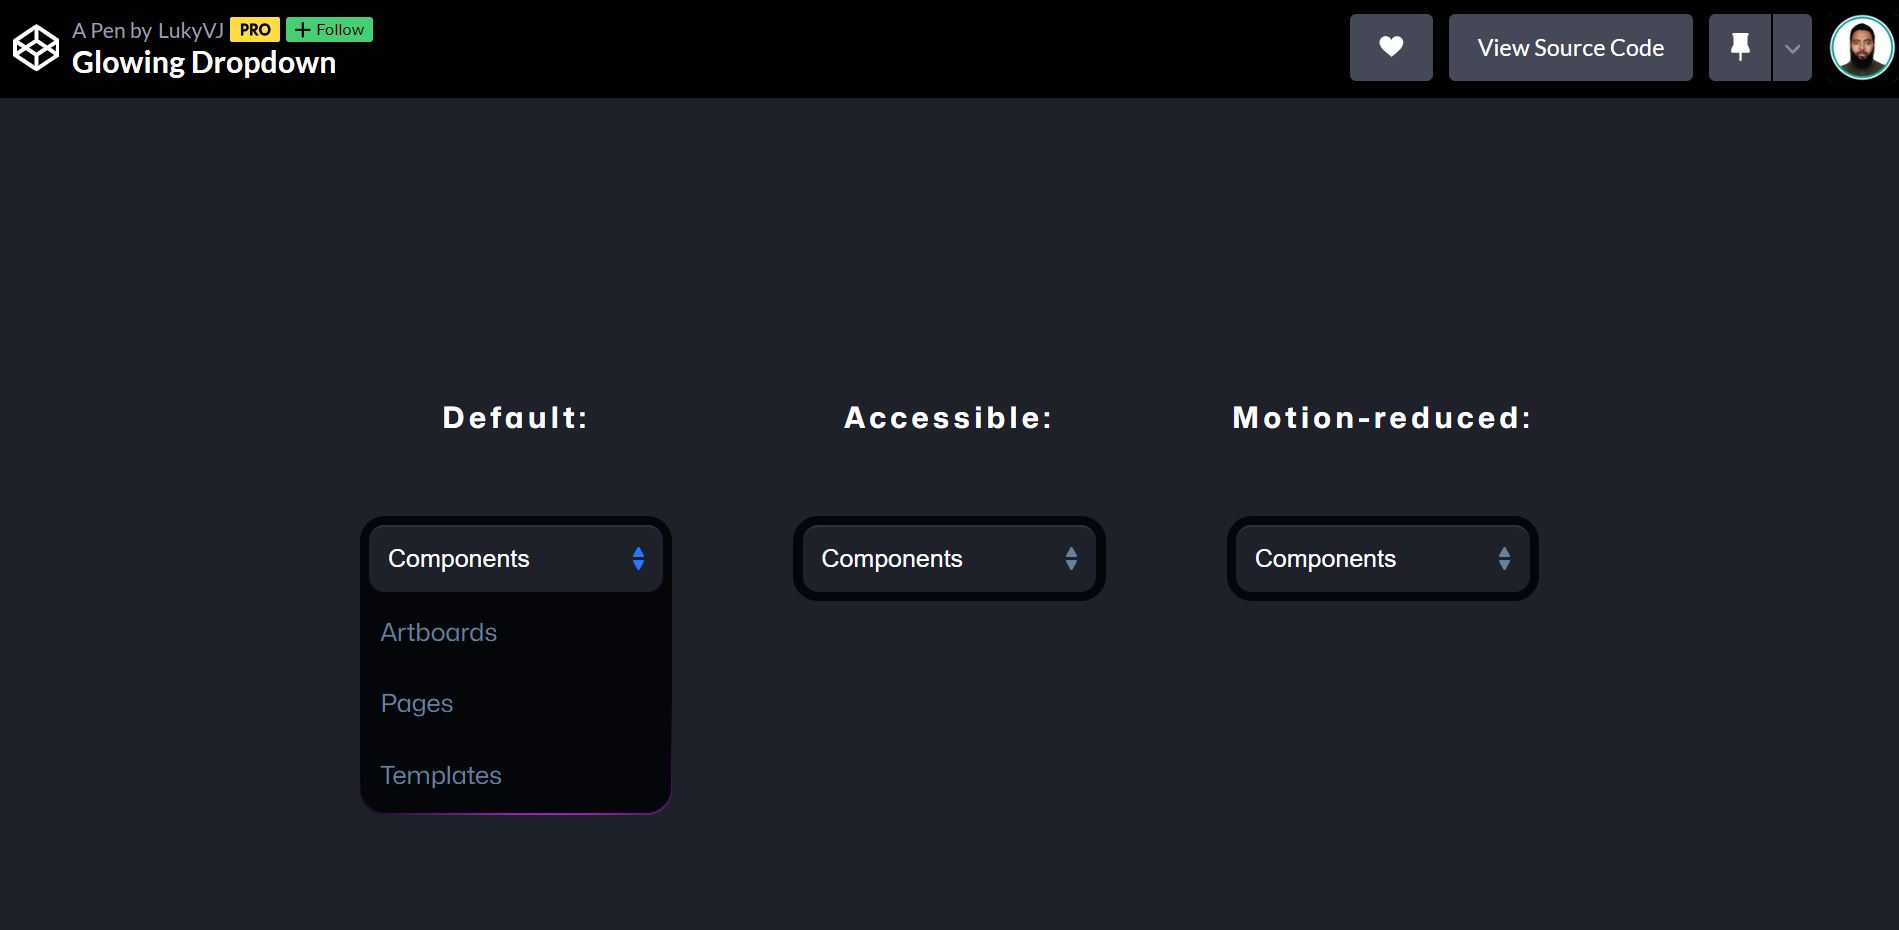 A Pen by LukyVJ PRO + Follow
Glowing Dropdown
View Source Code
Default:
Accessible:
Motion-reduced:
Components
Components
Components
Artboards
Pages
Templates